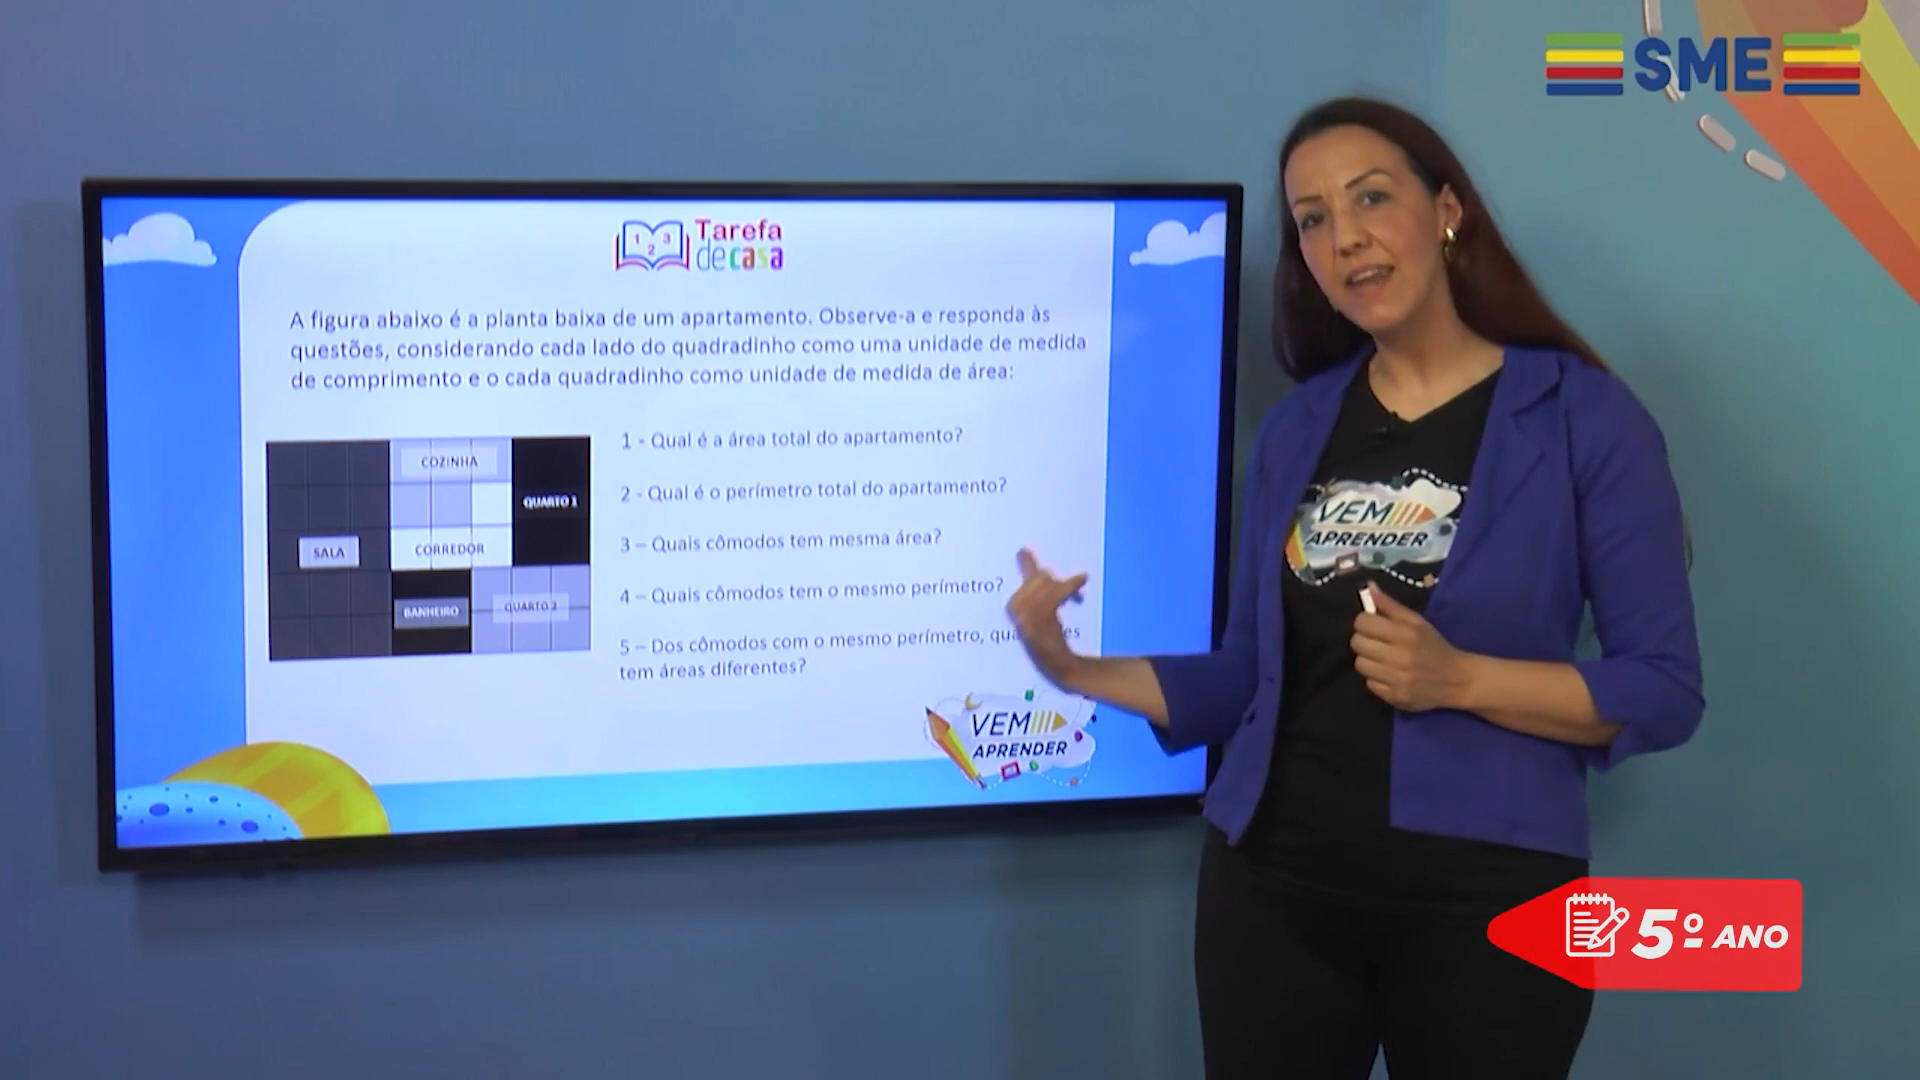 SME
Tarefa
1 2 3
de casa
A figura abaixo é a planta baixa de um apartamento. Observe-a e responda às
questões, considerando cada lado do quadradinho como uma unidade de medida
de comprimento e o cada quadradinho como unidade de medida de área:
COZINHA
QUARTO 1
SALA
CORREDOR
BANHEIRO
QUARTO 2
1 - Qual é a área total do apartamento?
2 - Qual é o perímetro total do apartamento?
3 – Quais cômodos tem mesma área?
4 – Quais cômodos tem o mesmo perímetro?
5 – Dos cômodos com o mesmo perímetro,
tem áreas diferentes?
VEM
APRENDER
VEM
APRENDER
5º ANO